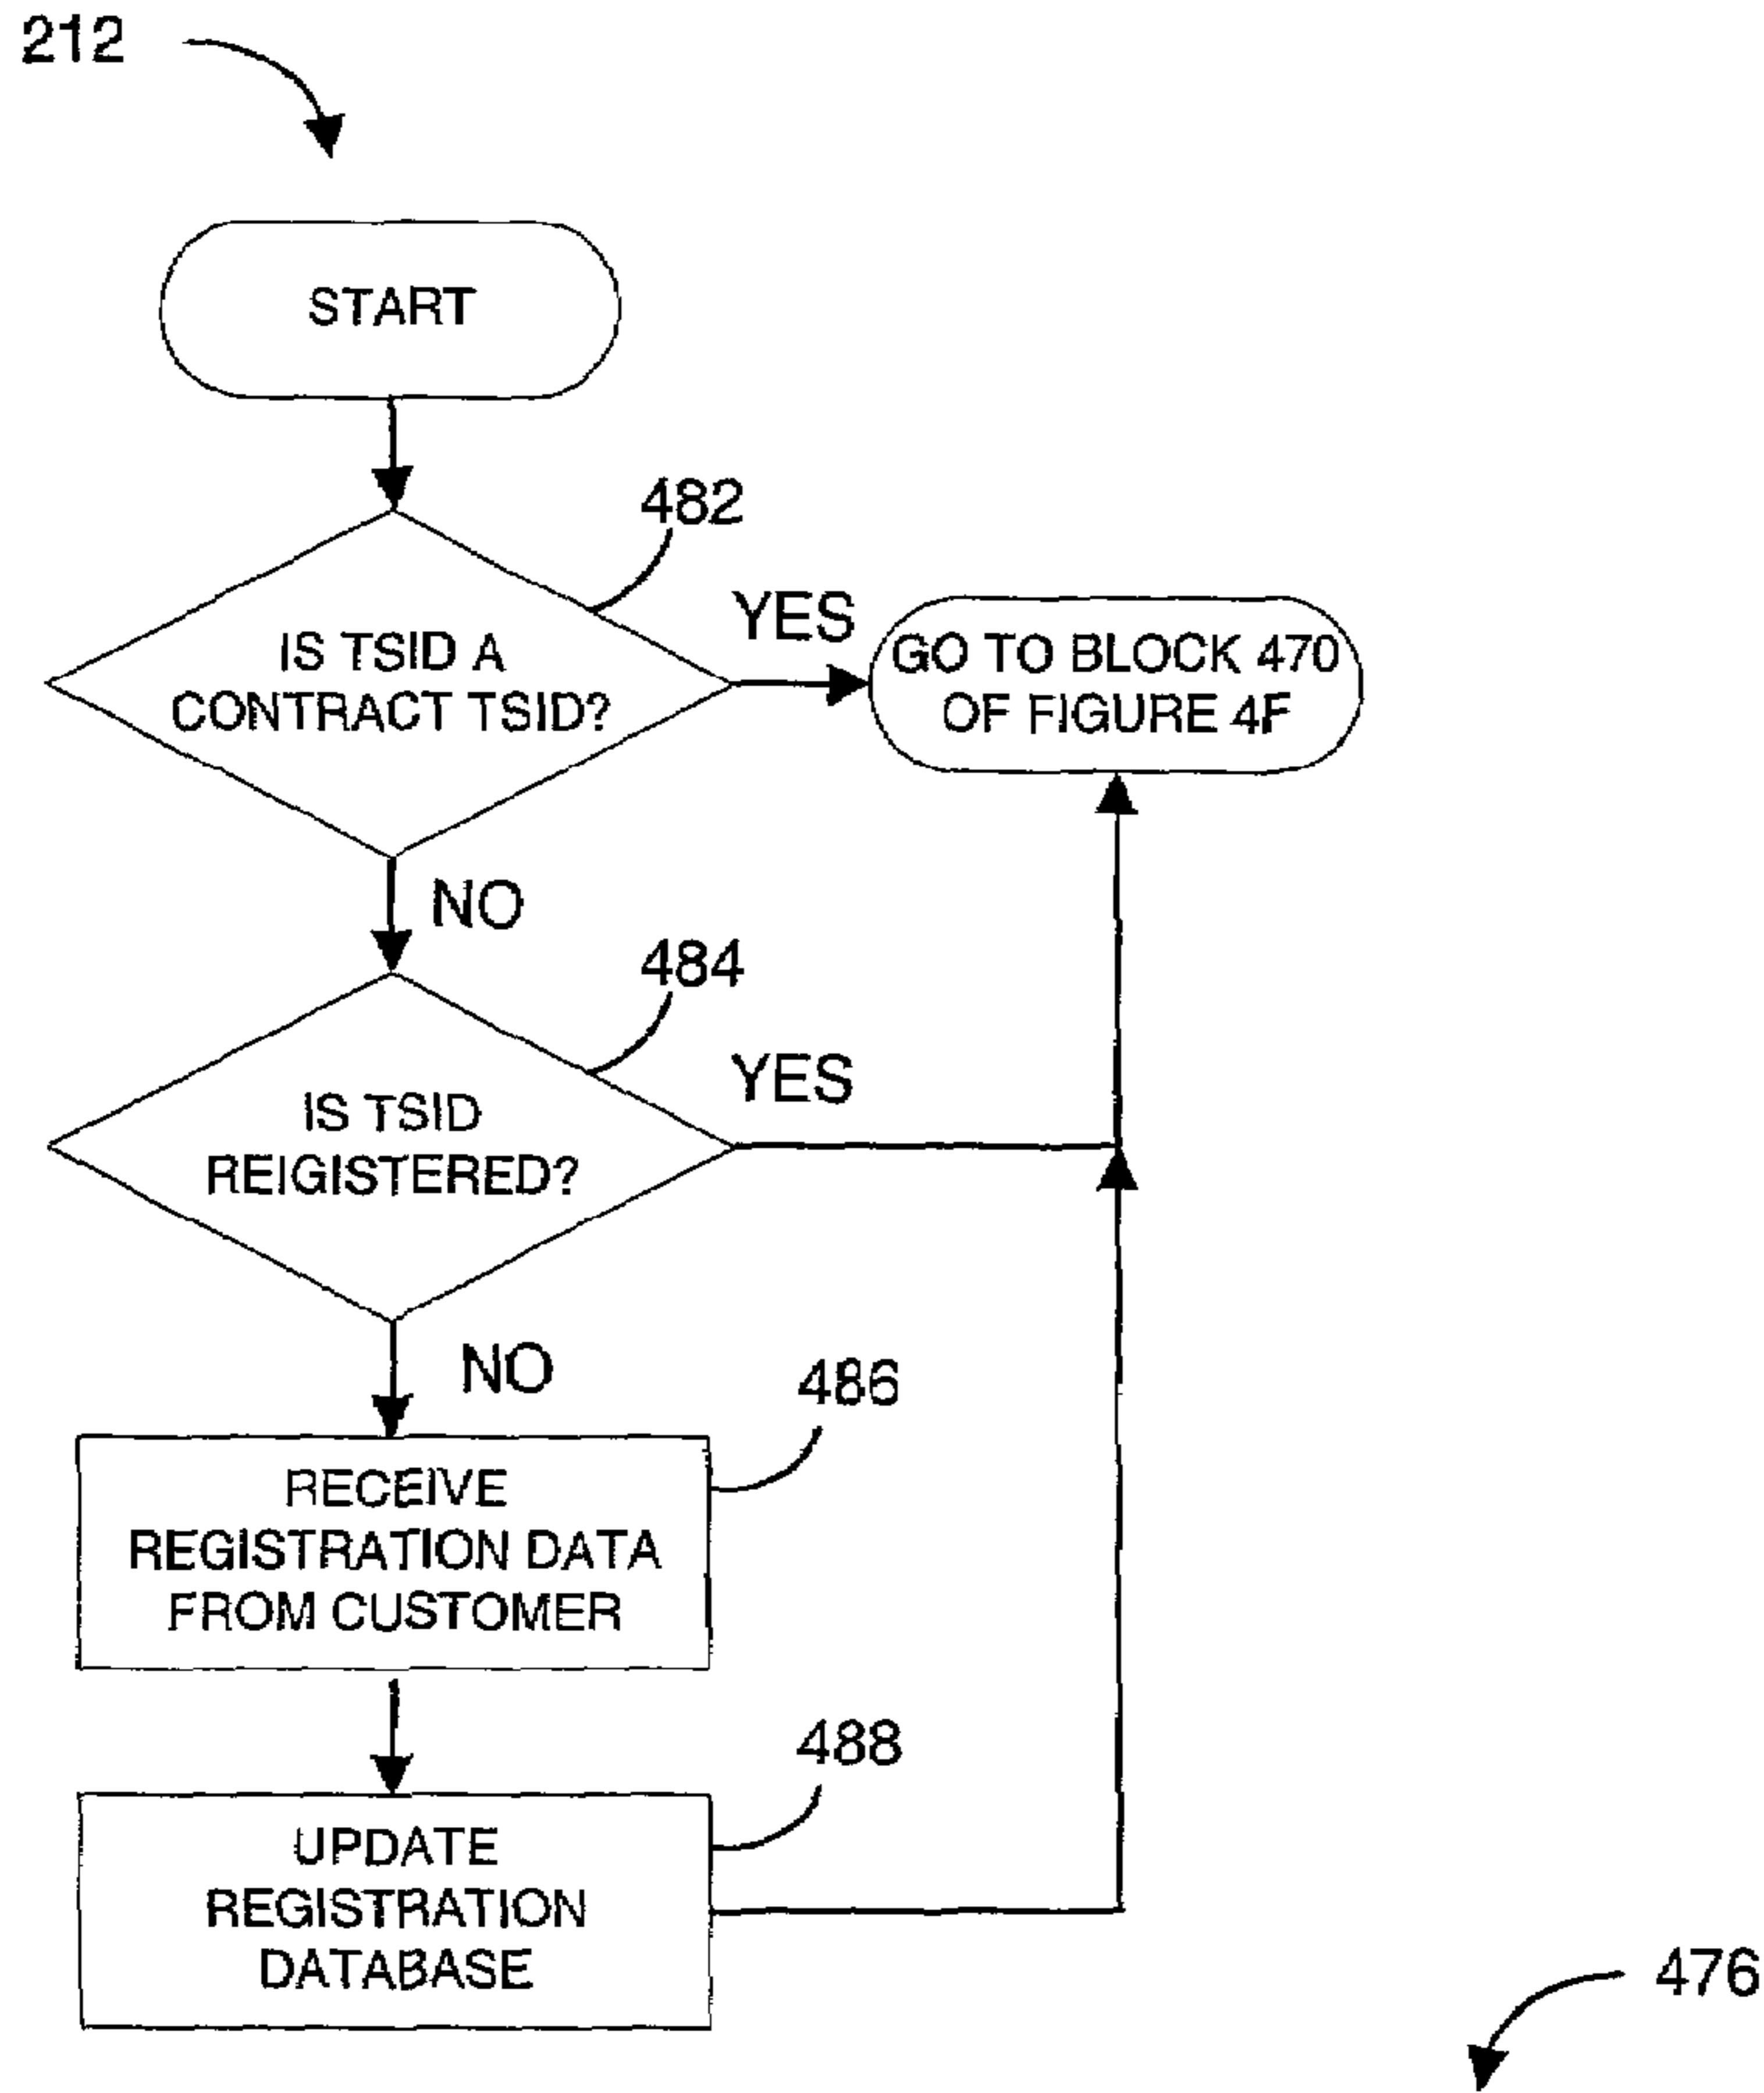 212
START
482
IS TSID A
CONTRACT TSID?
YES
GO TO BLOCK 470
OF FIGURE 4F
NO
484
IS TSID
REIGISTERED?
YES
NO
486
RECEIVE
REGISTRATION DATA
FROM CUSTOMER
488
UPDATE
REGISTRATION
DATABASE
476